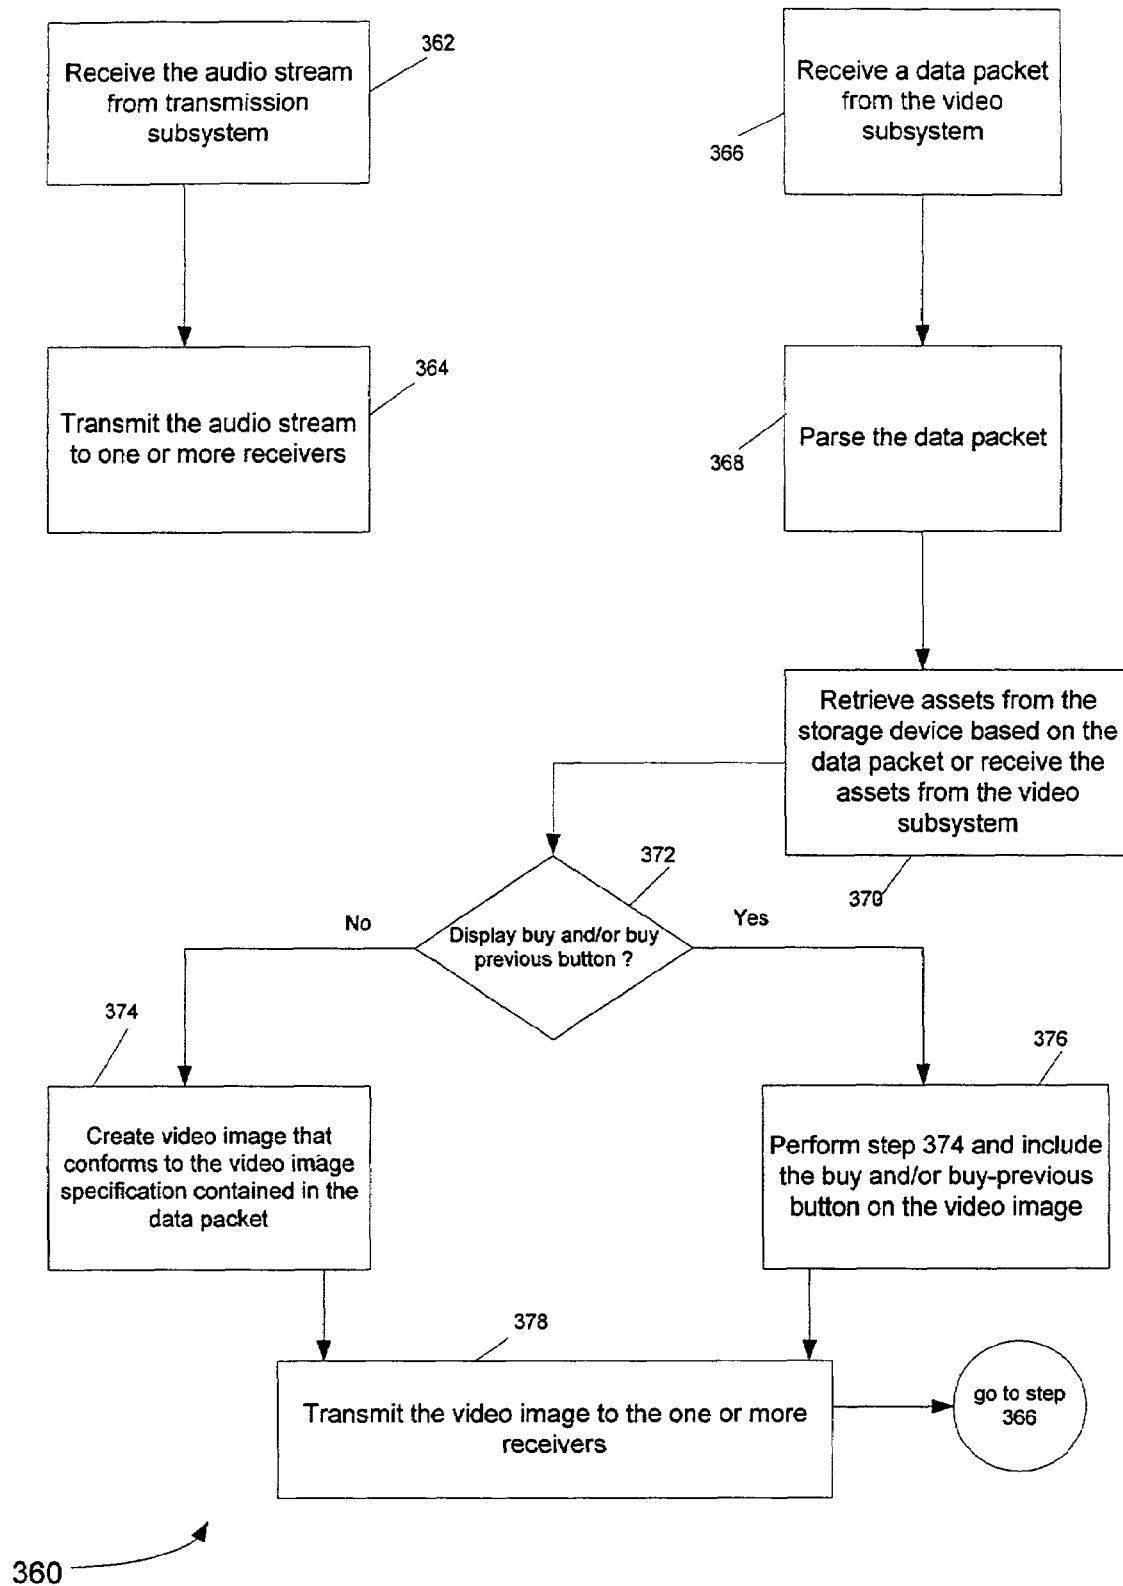 Receive the audio stream
from transmission
subsystem
362
Receive a data packet
from the video
subsystem
366
Transmit the audio stream
to one or more receivers
364
Parse the data packet
368
Retrieve assets from the
storage device based on the
data packet or receive the
assets from the video
subsystem
370
372
Display buy and/or buy
previous button ?
No
Yes
374
Create video image that
conforms to the video image
specification contained in the
data packet
376
Perform step 374 and include
the buy and/or buy-previous
button on the video image
378
Transmit the video image to the one or more
receivers
go to step
366
360